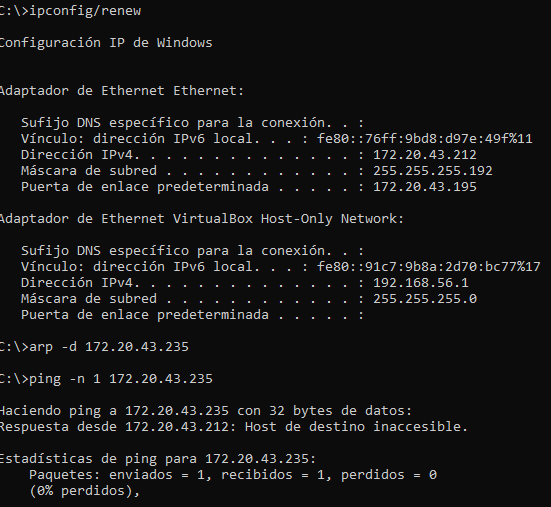 C:\>ipconfig/renew
Configuración IP de Windows
Adaptador de Ethernet Ethernet:
Sufijo DNS específico para la conexión. . :
Vínculo: dirección IPv6 local. . . : fe80::76ff:9bd8:d97e:49f%11
Dirección IPv4. . . . . . . . . . . . . . : 172.20.43.212
Máscara de subred . . . . . . . . . . . . : 255.255.255.192
Puerta de enlace predeterminada . . . . . : 172.20.43.195
Adaptador de Ethernet VirtualBox Host-Only Network:
Sufijo DNS específico para la conexión. . :
Vínculo: dirección IPv6 local. . . : fe80::91c7:9b8a:2d70:bc77%17
Dirección IPv4. . . . . . . . . . . . . . : 192.168.56.1
Máscara de subred . . . . . . . . . . . . : 255.255.255.0
Puerta de enlace predeterminada . . . . . :
C:\>arp -d 172.20.43.235
C:\>ping -n 1 172.20.43.235
Haciendo ping a 172.20.43.235 con 32 bytes de datos:
Respuesta desde 172.20.43.212: Host de destino inaccesible.
Estadísticas de ping para 172.20.43.235:
Paquetes: enviados = 1, recibidos = 1, perdidos = 0
(0% perdidos),